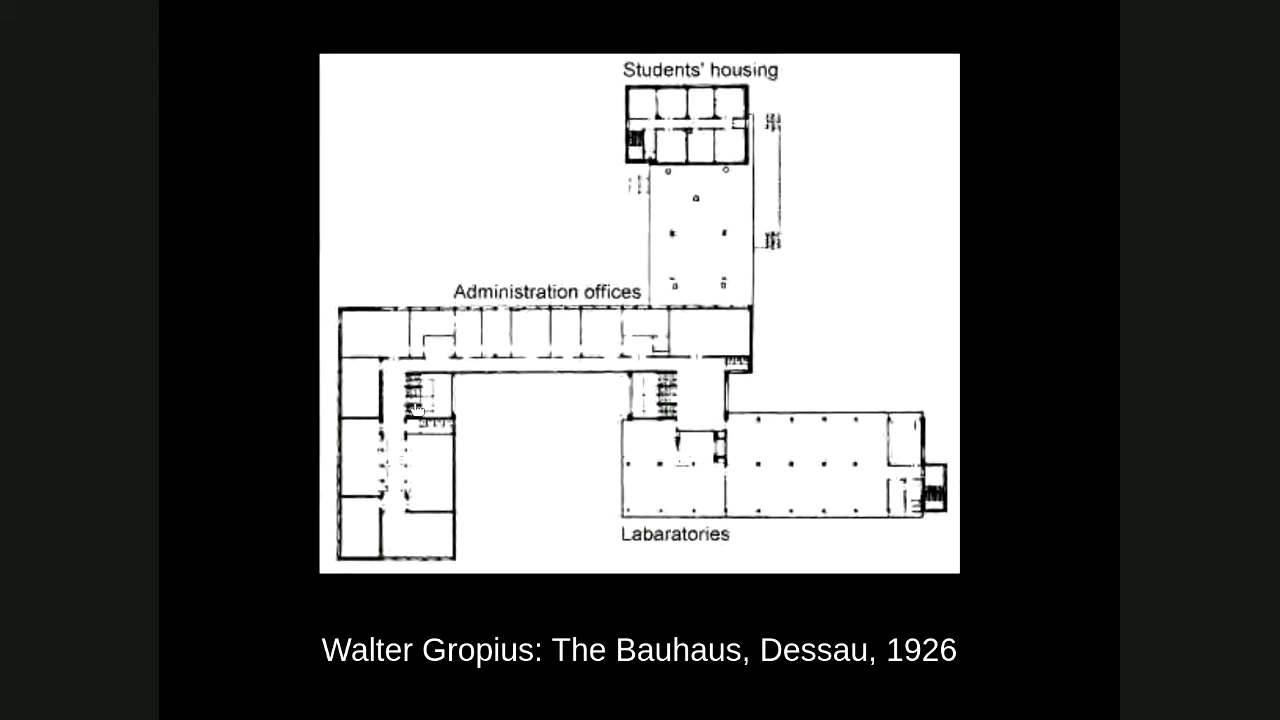 Students' housing
Administration offices
Labaratories
Walter Gropius: The Bauhaus, Dessau, 1926